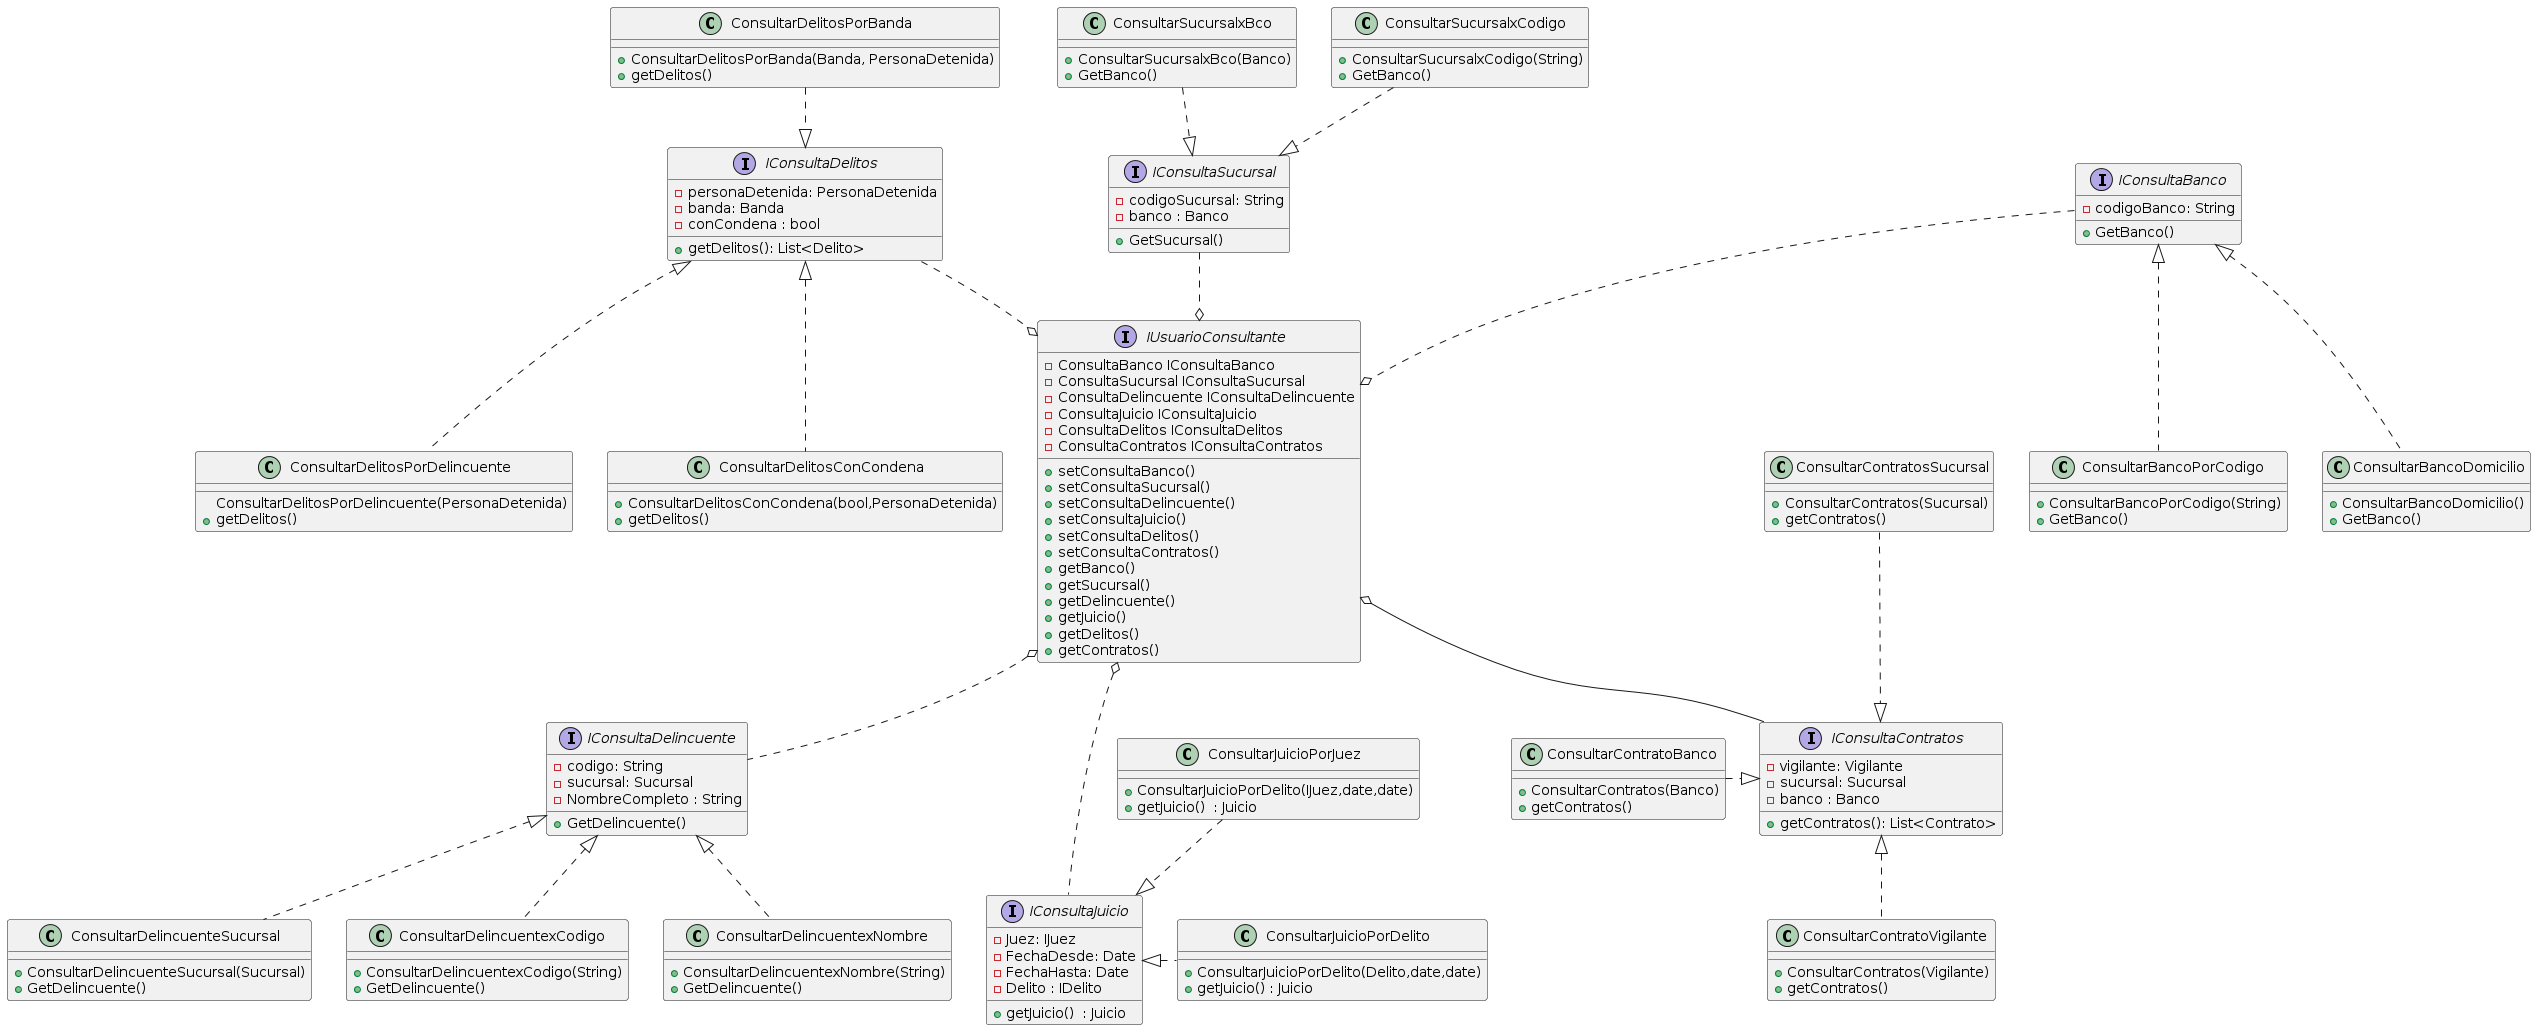 C ConsultarDelitosPorBanda
ConsultarDelitosPorBanda(Banda, PersonaDetenida)
getDelitos()
C ConsultarSucursalxBco
ConsultarSucursalxBco(Banco)
GetBanco()
C ConsultarSucursalxCodigo
ConsultarSucursalxCodigo(String)
GetBanco()
I IConsultaDelitos
personaDetenida: PersonaDetenida
banda: Banda
conCondena : bool
getDelitos(): List<Delito>
I IConsultaSucursal
codigoSucursal: String
banco : Banco
GetSucursal()
I IConsultaBanco
codigoBanco: String
GetBanco()
I IUsuarioConsultante
ConsultaBanco IConsultaBanco
ConsultaSucursal IConsultaSucursal
ConsultaDelincuente IConsultaDelincuente
ConsultaJuicio IConsultaJuicio
ConsultaDelitos IConsultaDelitos
ConsultaContratos IConsultaContratos
setConsultaBanco()
setConsultaSucursal()
setConsultaDelincuente()
setConsultaJuicio()
setConsultaDelitos()
setConsultaContratos()
getBanco()
getSucursal()
getDelincuente()
getJuicio()
getDelitos()
getContratos()
C ConsultarDelitosPorDelincuente
ConsultarDelitosPorDelincuente(PersonaDetenida)
getDelitos()
C ConsultarDelitosConCondena
ConsultarDelitosConCondena(bool,PersonaDetenida)
getDelitos()
C ConsultarContratosSucursal
ConsultarContratos(Sucursal)
getContratos()
C ConsultarBancoPorCodigo
ConsultarBancoPorCodigo(String)
GetBanco()
C ConsultarBancoDomicilio
ConsultarBancoDomicilio()
GetBanco()
I IConsultaDelincuente
codigo: String
sucursal: Sucursal
NombreCompleto : String
GetDelincuente()
C ConsultarJuicioPorJuez
ConsultarJuicioPorDelito(IJuez,date,date)
getJuicio()  : Juicio
C ConsultarContratoBanco
ConsultarContratos(Banco)
getContratos()
I IConsultaContratos
vigilante: Vigilante
sucursal: Sucursal
banco : Banco
getContratos(): List<Contrato>
C ConsultarDelincuenteSucursal
ConsultarDelincuenteSucursal(Sucursal)
GetDelincuente()
C ConsultarDelincuentexCodigo
ConsultarDelincuentexCodigo(String)
GetDelincuente()
C ConsultarDelincuentexNombre
ConsultarDelincuentexNombre(String)
GetDelincuente()
I IConsultaJuicio
Juez: IJuez
FechaDesde: Date
FechaHasta: Date
Delito : IDelito
getJuicio()  : Juicio
C ConsultarJuicioPorDelito
ConsultarJuicioPorDelito(Delito,date,date)
getJuicio() : Juicio
C ConsultarContratoVigilante
ConsultarContratos(Vigilante)
getContratos()